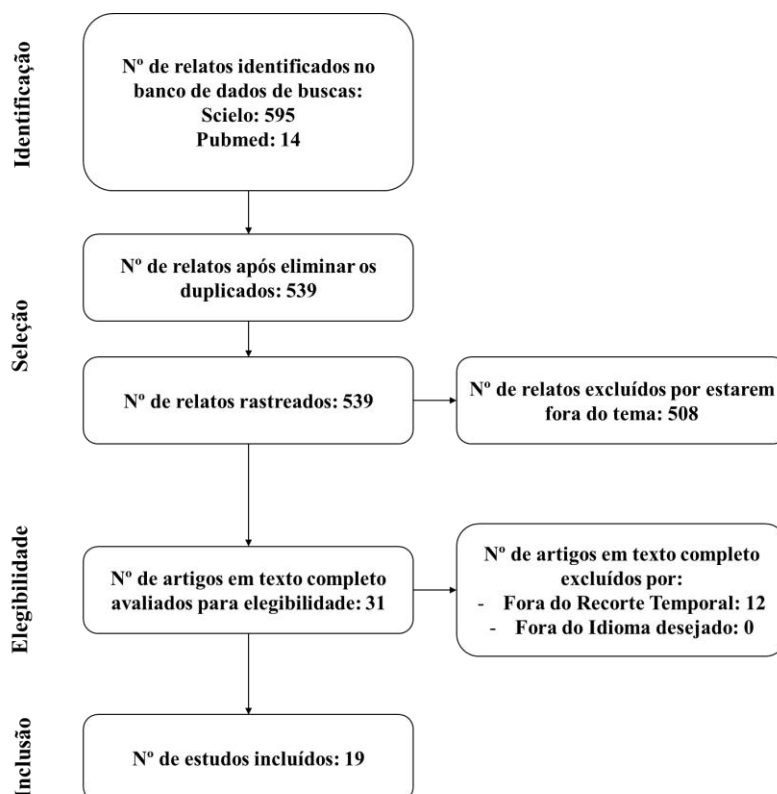 Identificação
Nº de relatos identificados no
banco de dados de buscas:
Scielo: 595
Pubmed: 14
Seleção
Nº de relatos após eliminar os
duplicados: 539
Nº de relatos rastreados: 539
Nº de relatos excluídos por estarem
fora do tema: 508
Elegibilidade
Nº de artigos em texto completo
avaliados para elegibilidade: 31
Nº de artigos em texto completo
excluídos por:
- Fora do Recorte Temporal: 12
- Fora do Idioma desejado: 0
Inclusão
Nº de estudos incluídos: 19